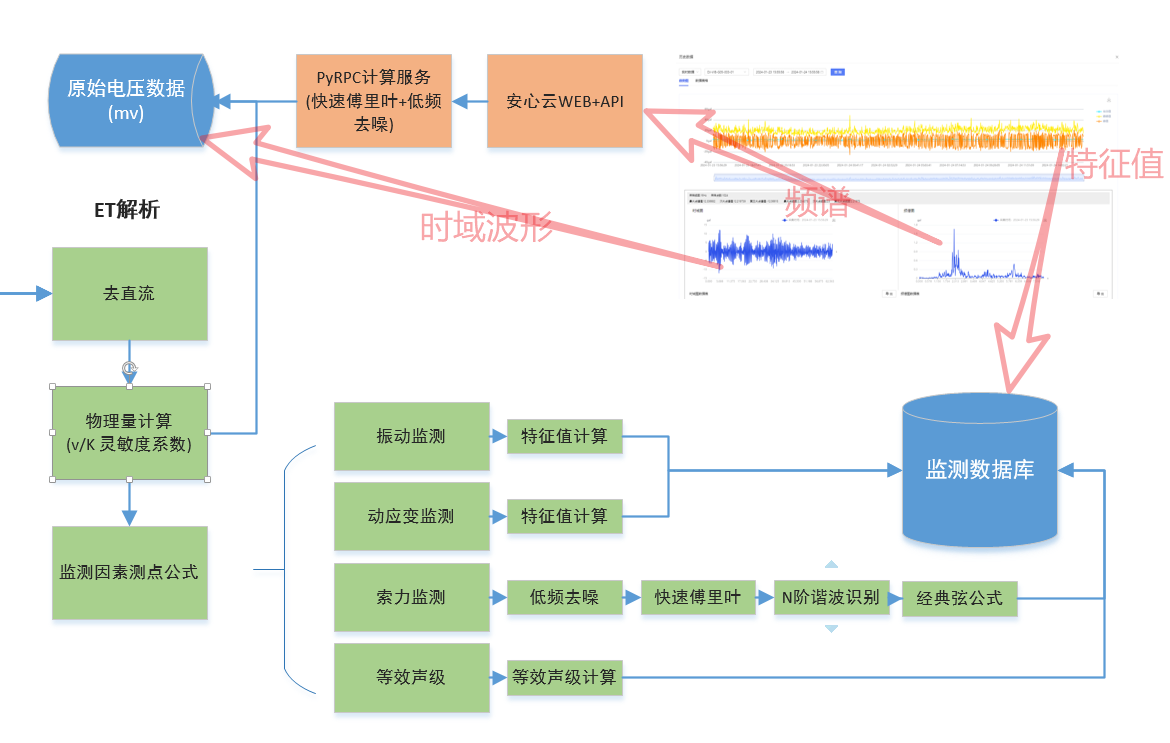 原始电压数据
(mv)
PyRPC计算服务
(快速傅里叶+低频
去噪)
安心云WEB+API
特征值
频谱
时域波形
ET解析
去直流
物理量计算
(v/K 灵敏度系数)
监测因素测点公式
振动监测
特征值计算
动应变监测
特征值计算
索力监测
低频去噪
快速傅里叶
N阶谐波识别
经典弦公式
等效声级
等效声级计算
监测数据库